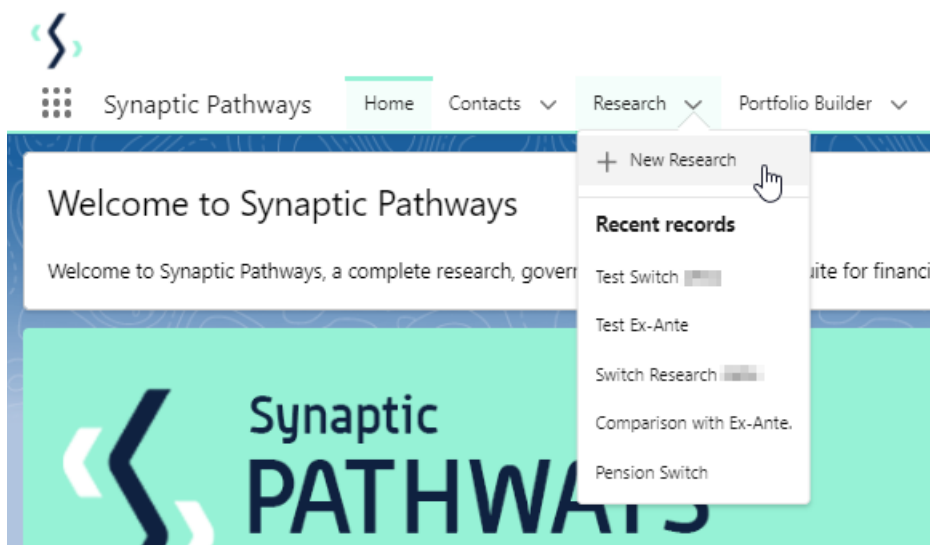 Synaptic Pathways Home Contacts Research Portfolio Builder
+ New Research
Welcome to Synaptic Pathways
Recent records
Welcome to Synaptic Pathways, a complete research, uite for
Test Switch
Test Ex-Ante
Switch Research
Comparison with Ex-Ante.
Pension Switch
Synaptic
PATHWAYS